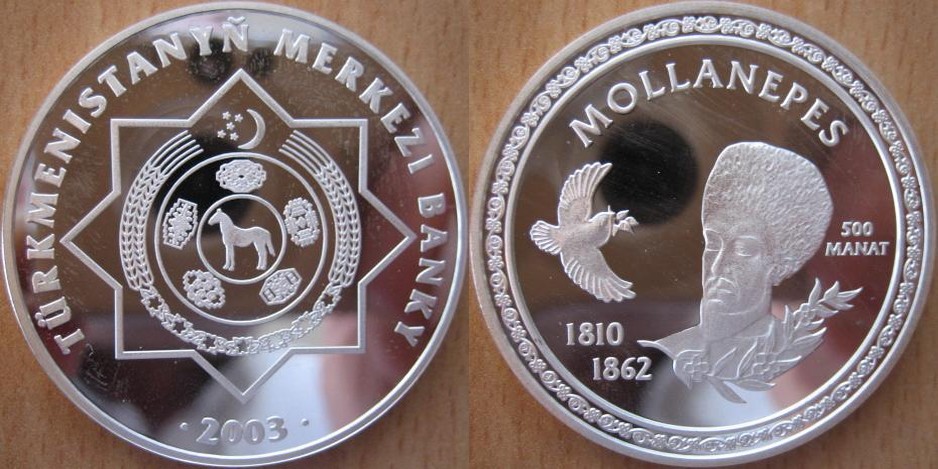 TÜRKMENISTANYŇ MERKEZI BANKY
· 2003 ·
MOLLANEPES
500
MANAT
1810
1862